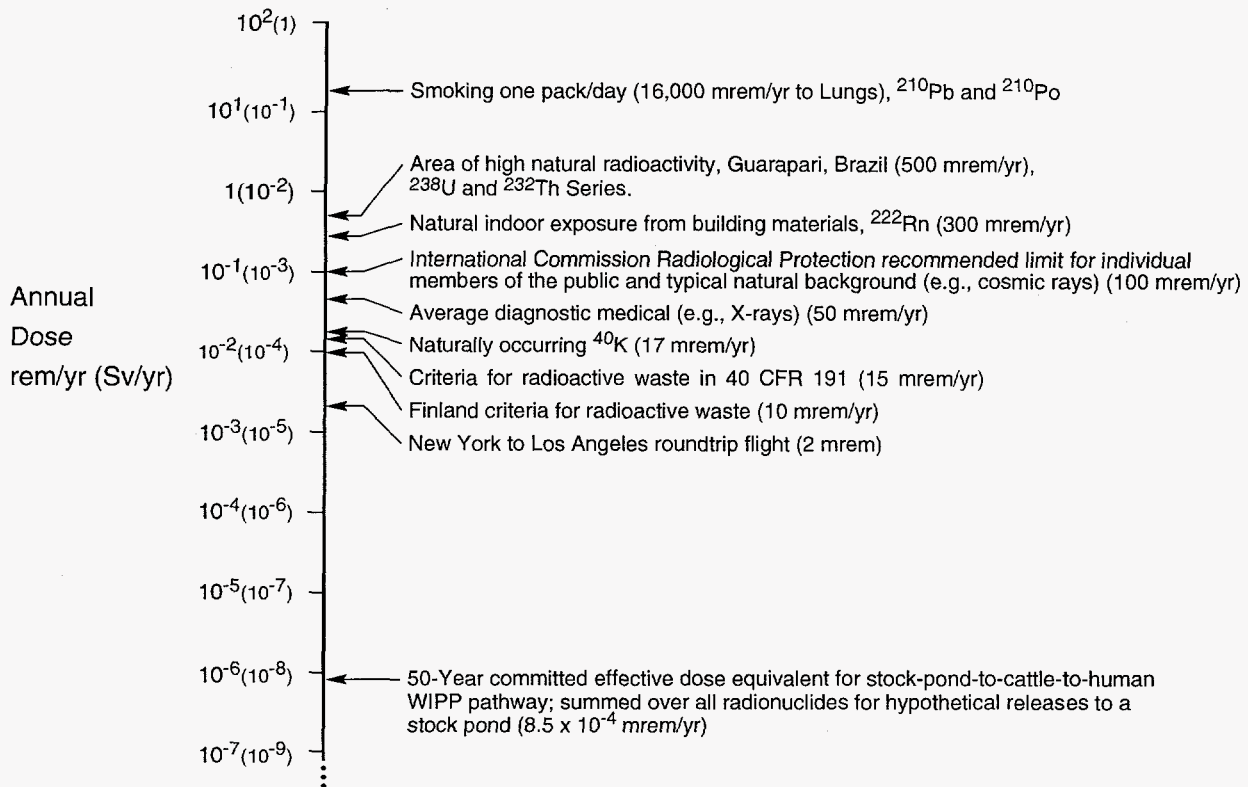 10²(1)
Smoking one pack/day (16,000 mrem/yr to Lungs), ²¹⁰Pb and ²¹⁰Po
10¹(10⁻¹)
Area of high natural radioactivity, Guarapari, Brazil (500 mrem/yr),
²³⁸U and ²³²Th Series.
1(10⁻²)
Natural indoor exposure from building materials, ²²²Rn (300 mrem/yr)
International Commission Radiological Protection recommended limit for individual
members of the public and typical natural background (e.g., cosmic rays) (100 mrem/yr)
10⁻¹(10⁻³)
Annual
Dose
rem/yr (Sv/yr)
Average diagnostic medical (e.g., X-rays) (50 mrem/yr)
Naturally occurring ⁴⁰K (17 mrem/yr)
10⁻²(10⁻⁴)
Criteria for radioactive waste in 40 CFR 191 (15 mrem/yr)
Finland criteria for radioactive waste (10 mrem/yr)
10⁻³(10⁻⁵)
New York to Los Angeles roundtrip flight (2 mrem)
10⁻⁴(10⁻⁶)
10⁻⁵(10⁻⁷)
10⁻⁶(10⁻⁸)
50-Year committed effective dose equivalent for stock-pond-to-cattle-to-human
WIPP pathway; summed over all radionuclides for hypothetical releases to a
stock pond (8.5 x 10⁻⁴ mrem/yr)
10⁻⁷(10⁻⁹)